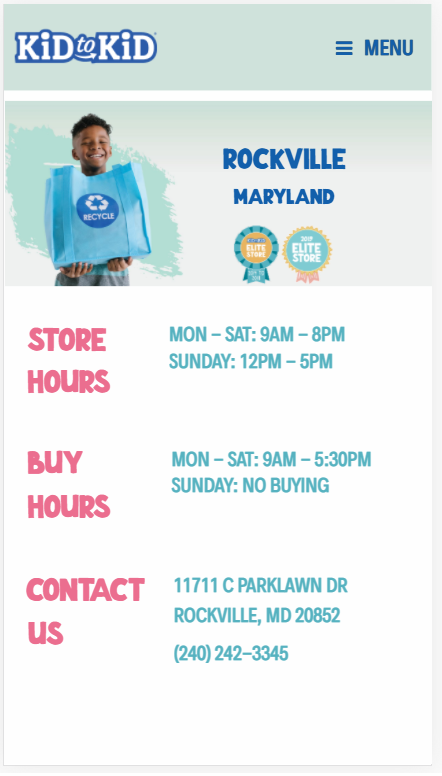 KiD to KiD
≡ MENU
ROCKVILLE
MARYLAND
RECYCLE
ELITE
STORE
2019
ELITE
STORE
STORE
HOURS
MON – SAT: 9AM – 8PM
SUNDAY: 12PM – 5PM
BUY
HOURS
MON – SAT: 9AM – 5:30PM
SUNDAY: NO BUYING
CONTACT
US
11711 C PARKLAWN DR
ROCKVILLE, MD 20852
(240) 242–3345